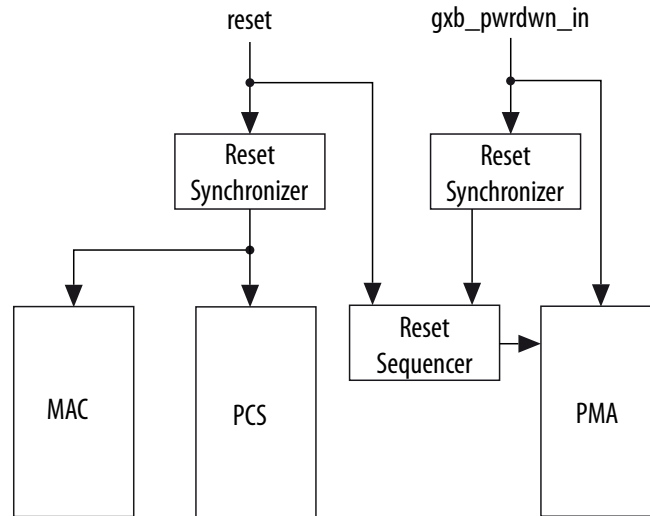 reset
gxb_pwrdwn_in
Reset
Synchronizer
Reset
Synchronizer
Reset
Sequencer
MAC
PCS
PMA